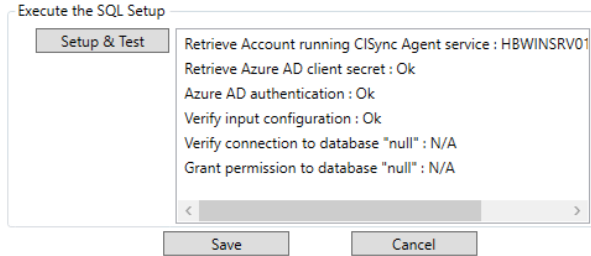 Execute the SQL Setup
Setup & Test
Retrieve Account running CISync Agent service : HBWINSRV01
Retrieve Azure AD client secret : Ok
Azure AD authentication : Ok
Verify input configuration : Ok
Verify connection to database "null" : N/A
Grant permission to database "null" : N/A
Save
Cancel